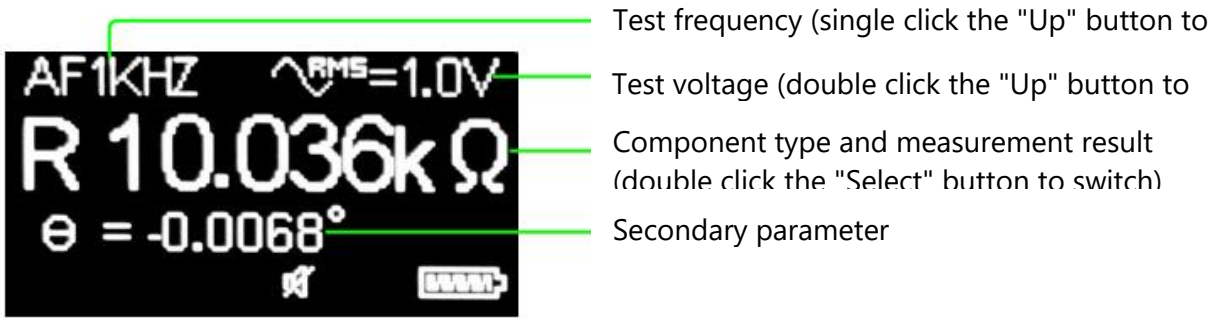 Test frequency (single click the "Up" button to
AF1KHZ RMS=1.0V
Test voltage (double click the "Up" button to
R 10.036kΩ
Component type and measurement result
(double click the "Select" button to switch)
θ = -0.0068°
Secondary parameter